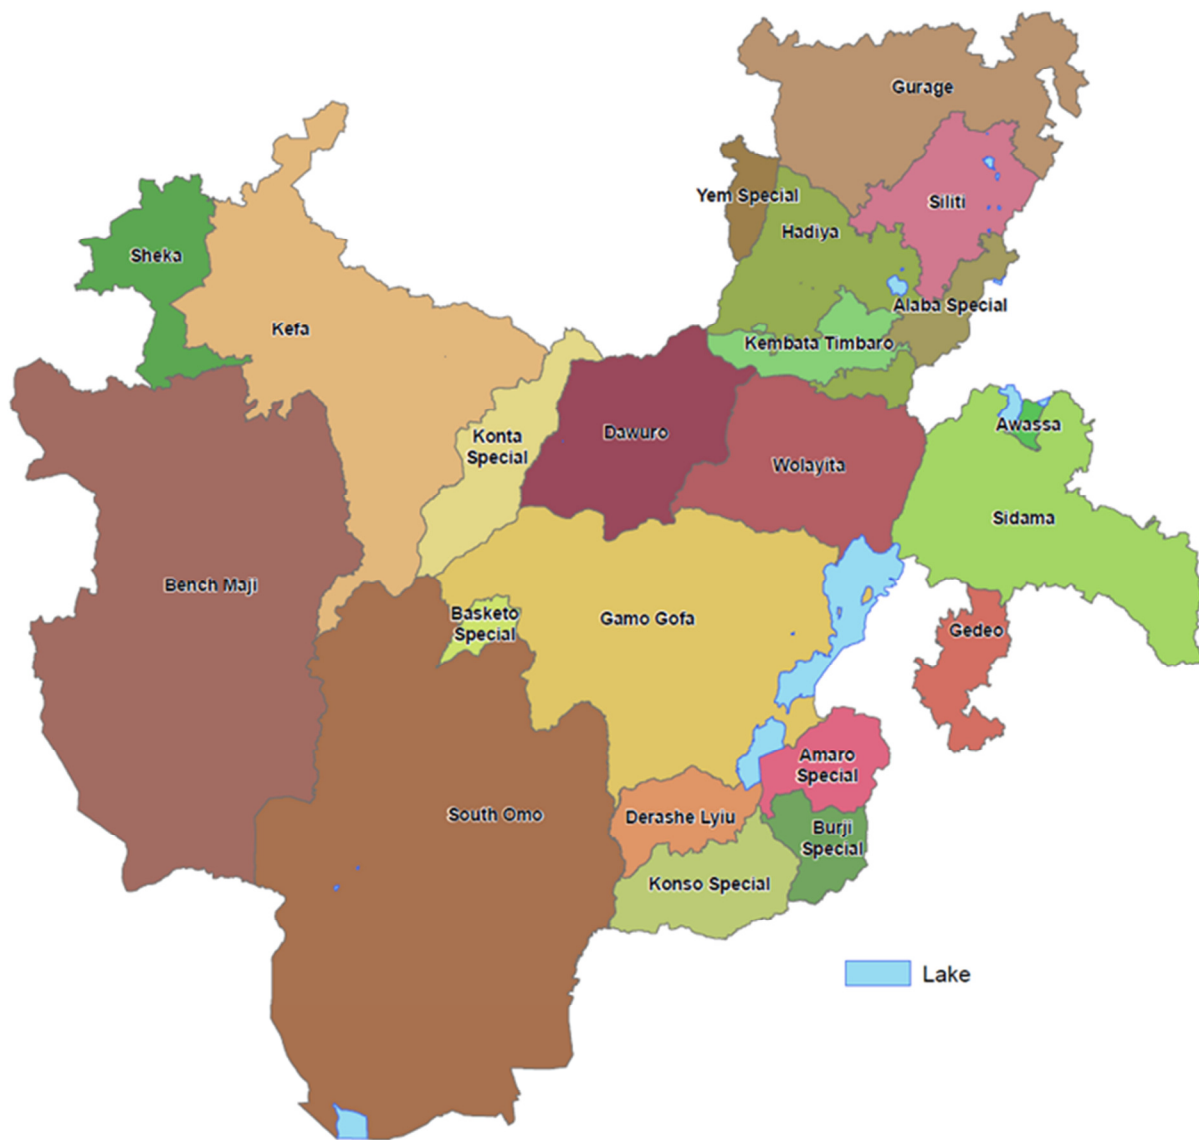 Gurage
Yem Special
Siliti
Hadiya
Sheka
Alaba Special
Kefa
Kembata Timbaro
Konta
Special
Dawuro
Awassa
Wolayita
Sidama
Bench Maji
Basketo
Special
Gamo Gofa
Gedeo
Amaro
Special
South Omo
Derashe Lyiu
Burji
Special
Konso Special
Lake